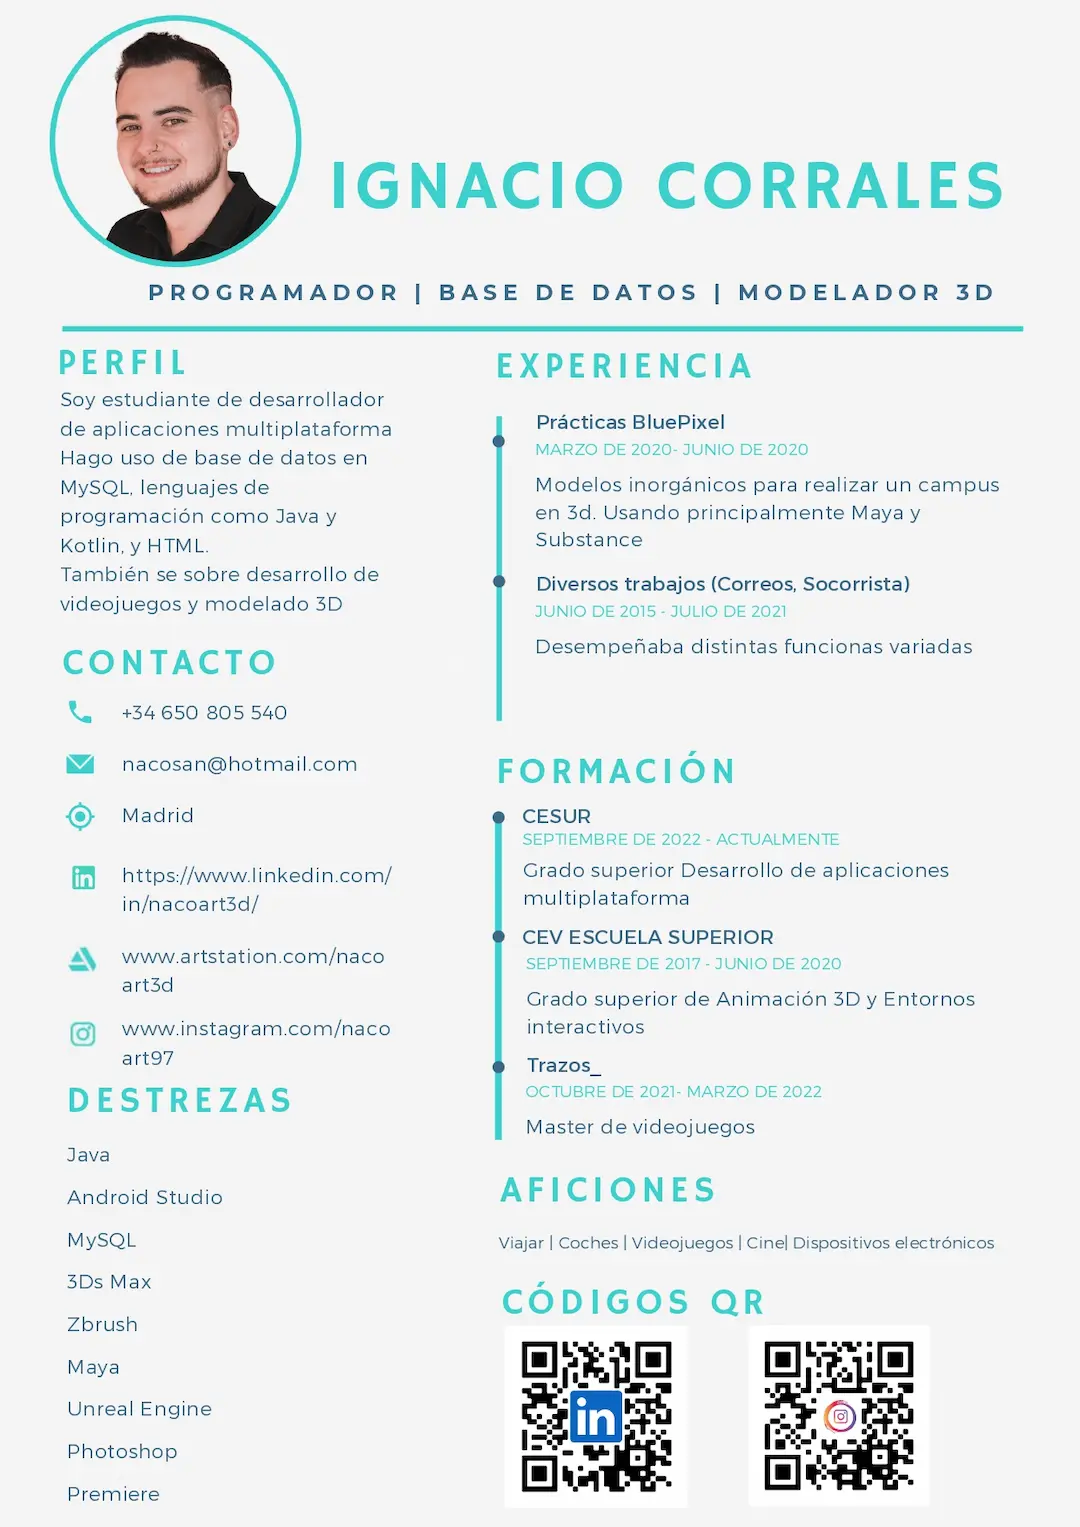 IGNACIO CORRALES
PROGRAMADOR | BASE DE DATOS | MODELADOR 3D
PERFIL
Soy estudiante de desarrollador
de aplicaciones multiplataforma
Hago uso de base de datos en
MySQL, lenguajes de
programación como Java y
Kotlin, y HTML.
También se sobre desarrollo de
videojuegos y modelado 3D
CONTACTO
+34 650 805 540
nacosan@hotmail.com
Madrid
https://www.linkedin.com/
in/nacoart3d/
www.artstation.com/naco
art3d
www.instagram.com/naco
art97
DESTREZAS
Java
Android Studio
MySQL
3Ds Max
Zbrush
Maya
Unreal Engine
Photoshop
Premiere
EXPERIENCIA
Prácticas BluePixel
MARZO DE 2020- JUNIO DE 2020
Modelos inorgánicos para realizar un campus
en 3d. Usando principalmente Maya y
Substance
Diversos trabajos (Correos, Socorrista)
JUNIO DE 2015 - JULIO DE 2021
Desempeñaba distintas funcionas variadas
FORMACIÓN
CESUR
SEPTIEMBRE DE 2022 - ACTUALMENTE
Grado superior Desarrollo de aplicaciones
multiplataforma
CEV ESCUELA SUPERIOR
SEPTIEMBRE DE 2017 - JUNIO DE 2020
Grado superior de Animación 3D y Entornos
interactivos
Trazos_
OCTUBRE DE 2021- MARZO DE 2022
Master de videojuegos
AFICIONES
Viajar | Coches | Videojuegos | Cine| Dispositivos electrónicos
CÓDIGOS QR
in